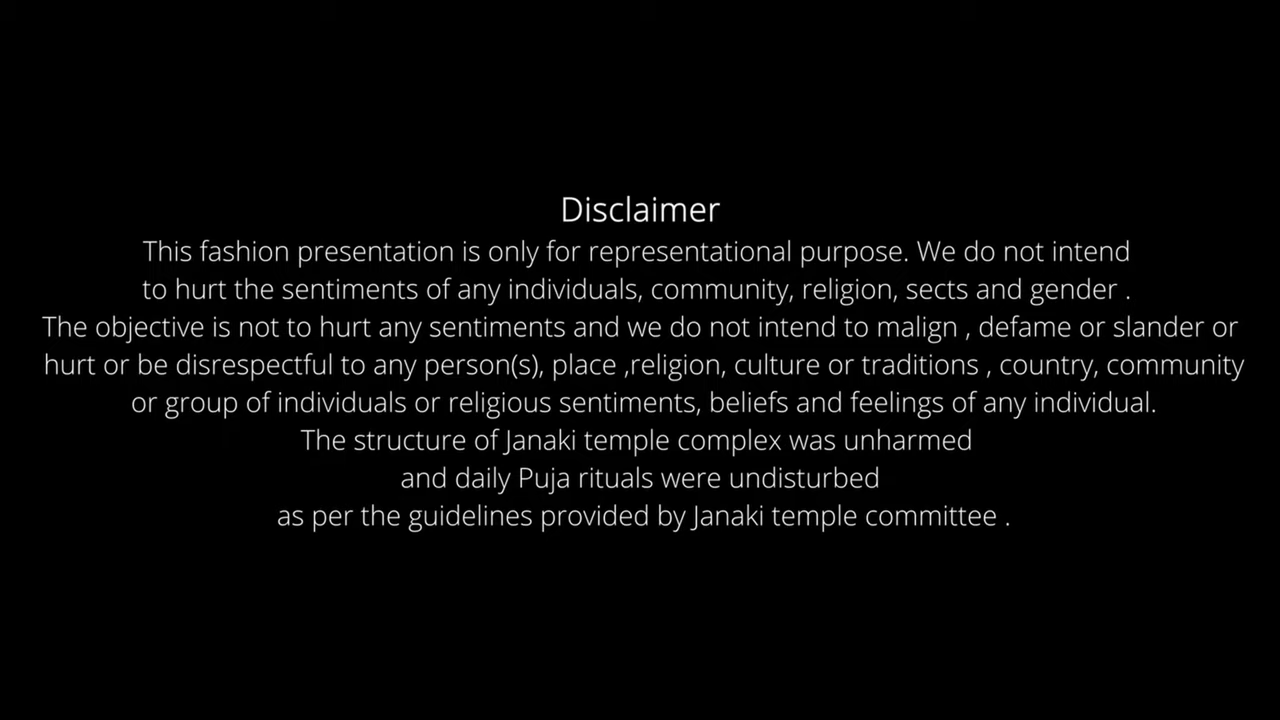 Disclaimer
This fashion presentation is only for representational purpose. We do not intend
to hurt the sentiments of any individuals, community, religion, sects and gender .
The objective is not to hurt any sentiments and we do not intend to malign , defame or slander or
hurt or be disrespectful to any person(s), place ,religion, culture or traditions , country, community
or group of individuals or religious sentiments, beliefs and feelings of any individual.
The structure of Janaki temple complex was unharmed
and daily Puja rituals were undisturbed
as per the guidelines provided by Janaki temple committee .